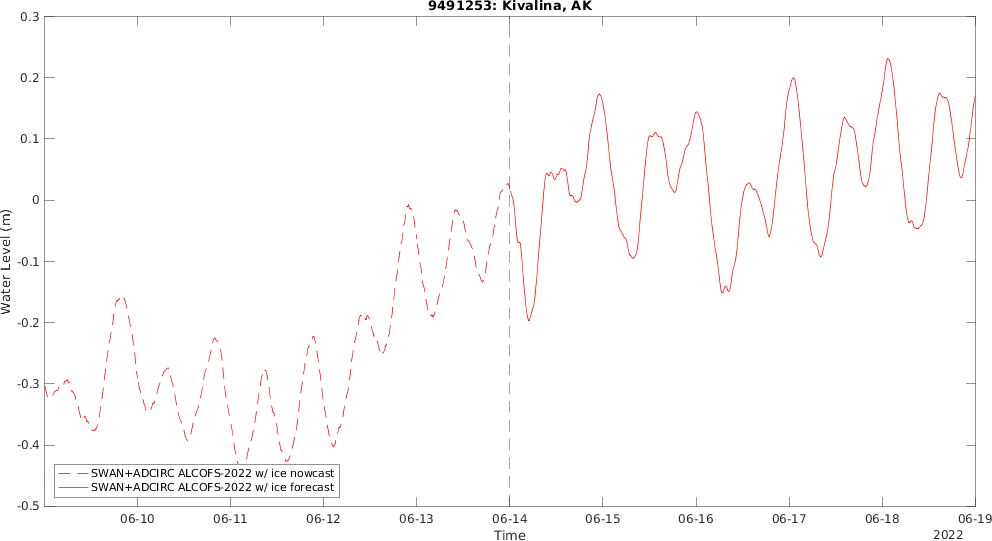 9491253: Kivalina, AK
0.3
0.2
0.1
0
-0.1
-0.2
-0.3
-0.4
-0.5
Water Level (m)
SWAN+ADCIRC ALCOFS-2022 w/ ice nowcast
SWAN+ADCIRC ALCOFS-2022 w/ ice forecast
06-10 06-11 06-12 06-13 06-14 06-15 06-16 06-17 06-18 06-19
Time
2022